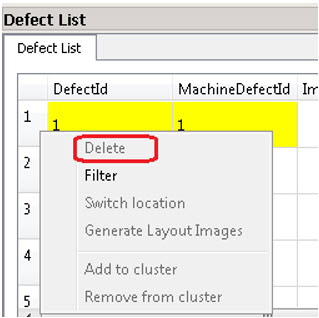 Defect List
Defect List
DefectId MachineDefectId Im
1 1 1
Delete
2
Filter
3 Switch location
Generate Layout Images
4 Add to cluster
5 Remove from cluster